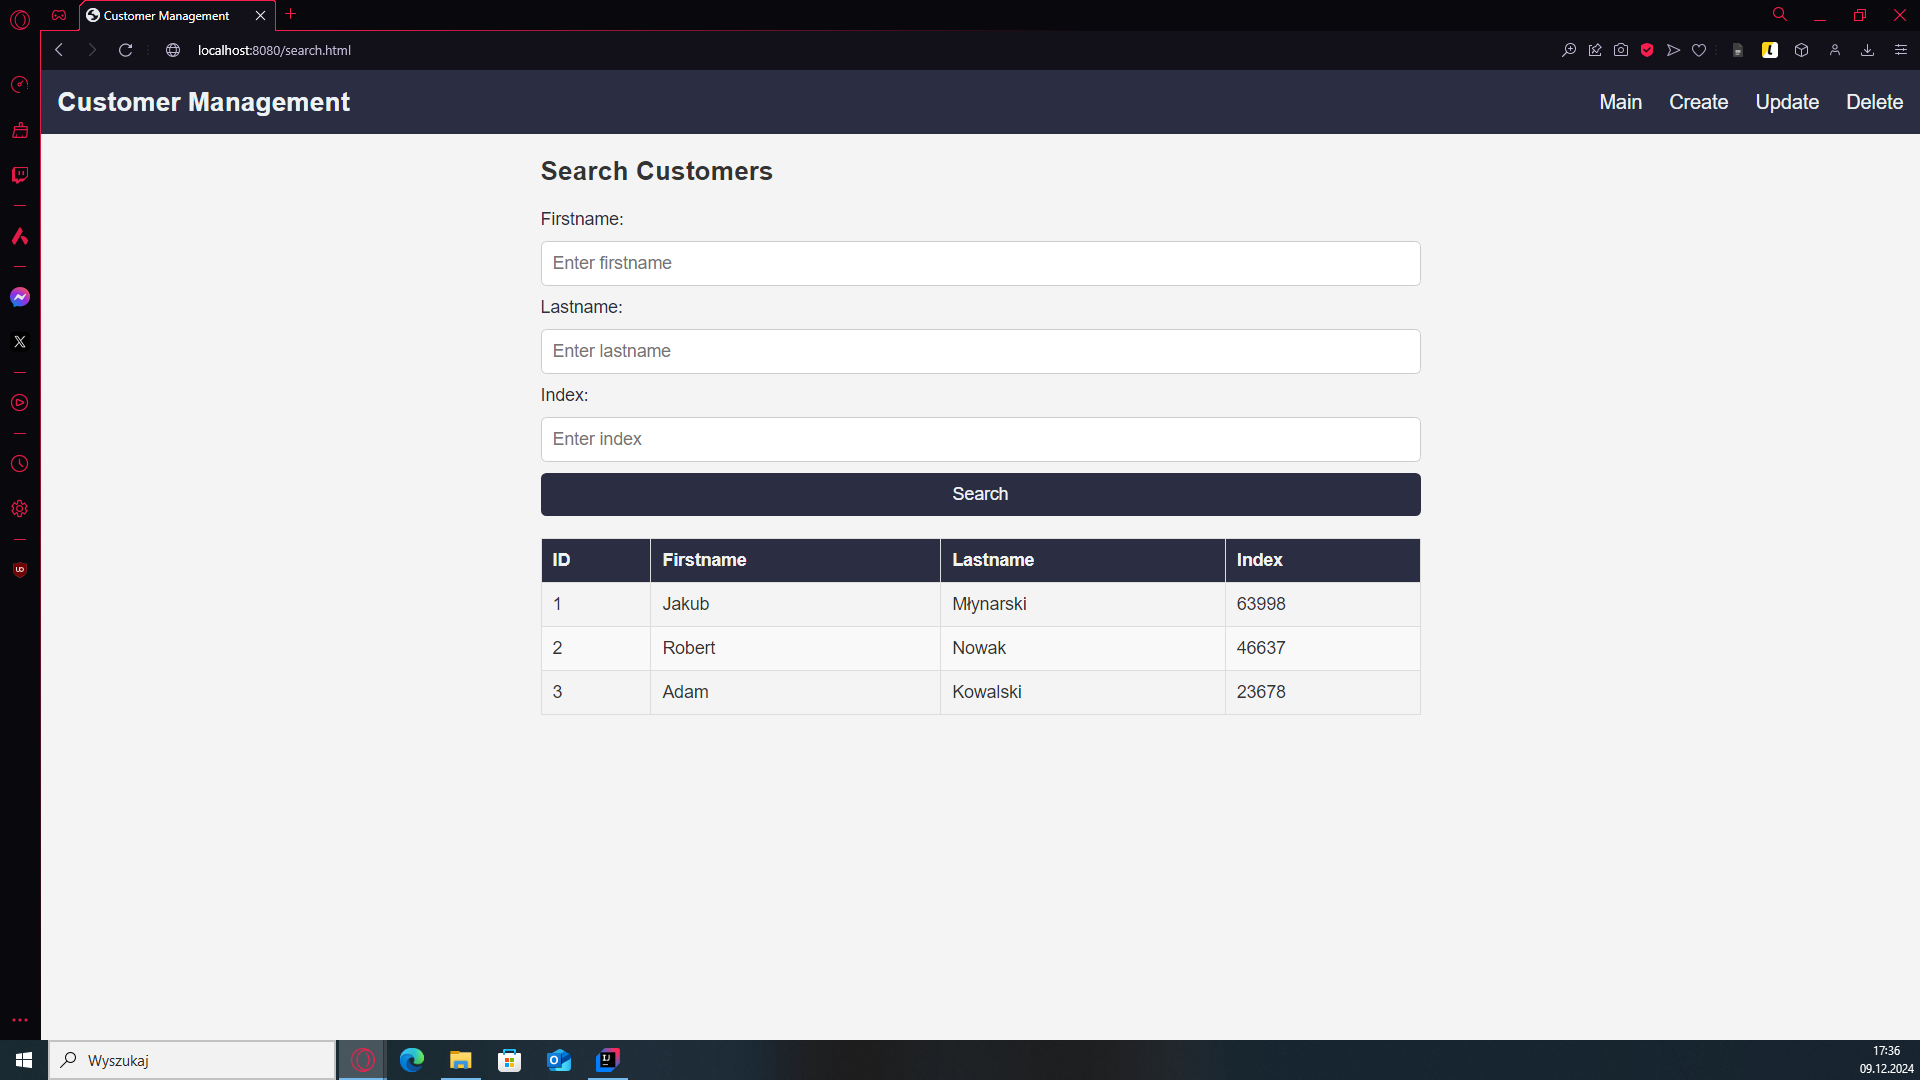 Customer Management
localhost:8080/search.html
Customer Management
Main Create Update Delete
Search Customers
Firstname:
Enter firstname
Lastname:
Enter lastname
Index:
Enter index
Search
ID Firstname Lastname Index
1 Jakub Młynarski 63998
2 Robert Nowak 46637
3 Adam Kowalski 23678
Wyszukaj
17:36
09.12.2024